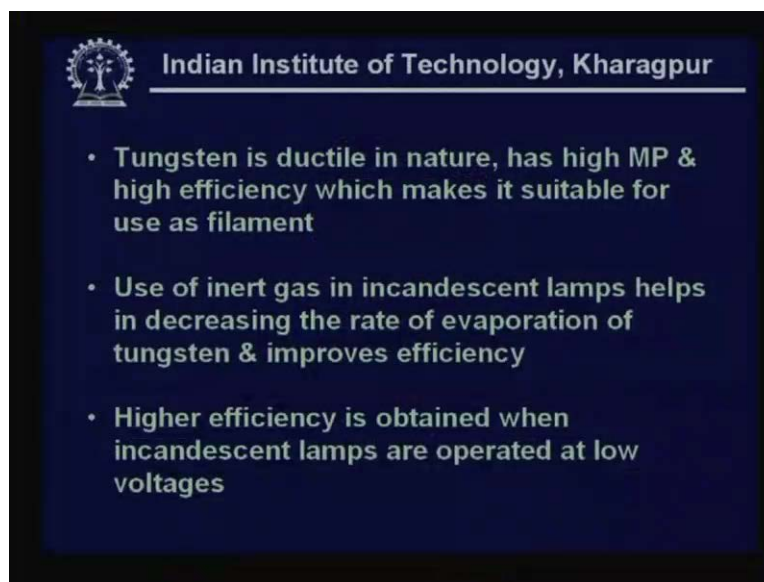 Indian Institute of Technology, Kharagpur
• Tungsten is ductile in nature, has high MP &
high efficiency which makes it suitable for
use as filament
• Use of inert gas in incandescent lamps helps
in decreasing the rate of evaporation of
tungsten & improves efficiency
• Higher efficiency is obtained when
incandescent lamps are operated at low
voltages